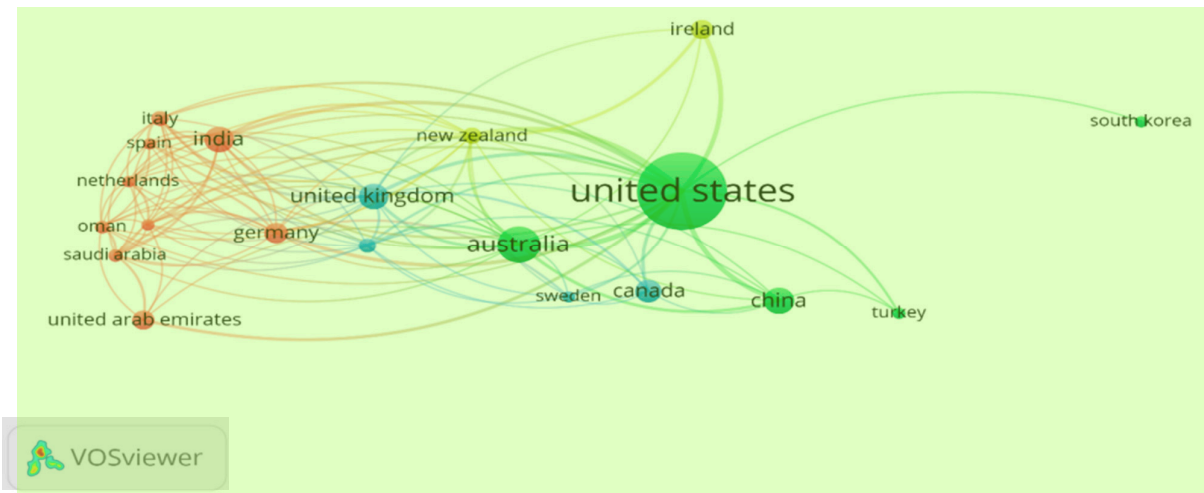 ireland
south korea
italy
new zealand
india
spain
netherlands
united states
united kingdom
oman
germany
australia
saudi arabia
canada
sweden
china
turkey
united arab emirates
VOSviewer